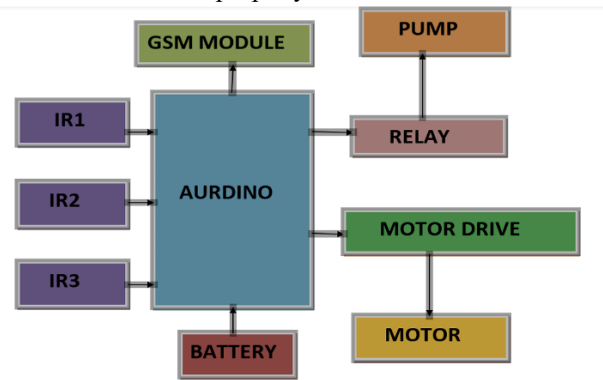 PUMP
GSM MODULE
IR1
RELAY
IR2
AURDINO
MOTOR DRIVE
IR3
MOTOR
BATTERY